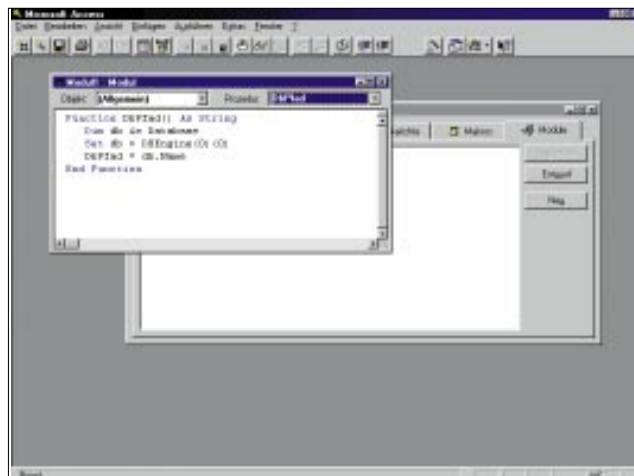 Microsoft Access
Datei Bearbeiten Ansicht Einfügen Ausführen Extras Fenster ?
Modul1 : Modul
Objekt: (Allgemein) Prozedur: DBPfad
Function DBPfad() As String
Dim db As Database
Set db = DBEngine(0)(0)
DBPfad = db.Name
End Function
Makros Module
Entwurf
Neu